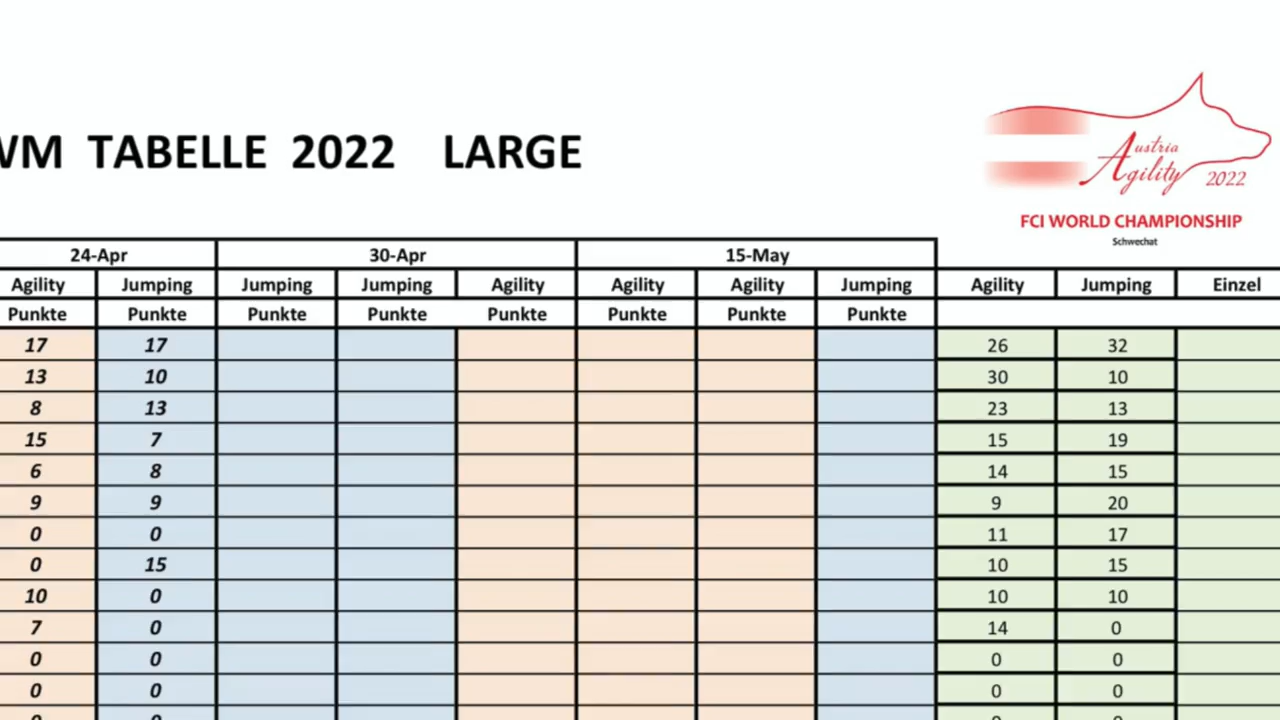 WM TABELLE 2022 LARGE
Austria
Agility 2022
FCI WORLD CHAMPIONSHIP
Schwechat
24-Apr 30-Apr 15-May
Agility Jumping Jumping Jumping Agility Agility Agility Jumping Agility Jumping Einzel
Punkte Punkte Punkte Punkte Punkte Punkte Punkte Punkte
17 17 26 32
13 10 30 10
8 13 23 13
15 7 15 19
6 8 14 15
9 9 9 20
0 0 11 17
0 15 10 15
10 0 10 10
7 0 14 0
0 0 0 0
0 0 0 0
0 0 0 0